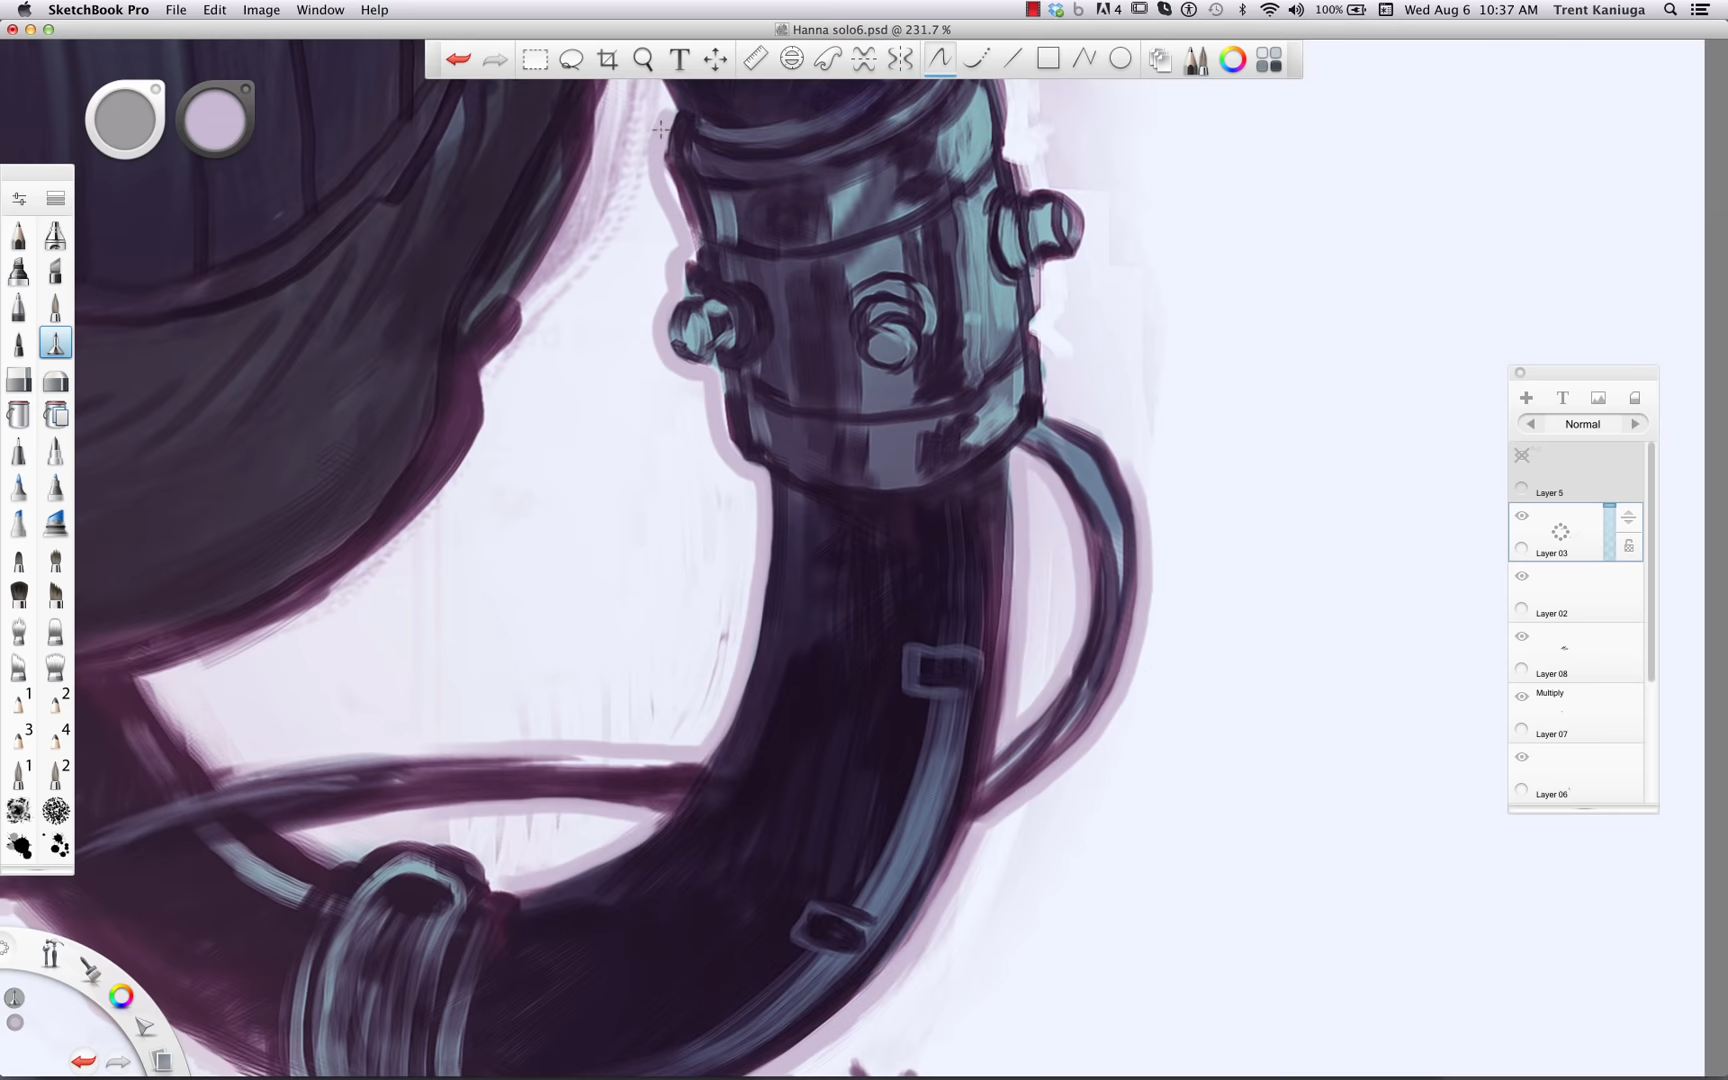 SketchBook Pro File Edit Image Window Help
4 100% Wed Aug 6 10:37 AM Trent Kaniuga
Hanna solo6.psd @ 231.7 %
T
T
Normal
Layer 5
Layer 03
Layer 02
Layer 08
Multiply
Layer 07
Layer 06
1 2
3 4
1 2